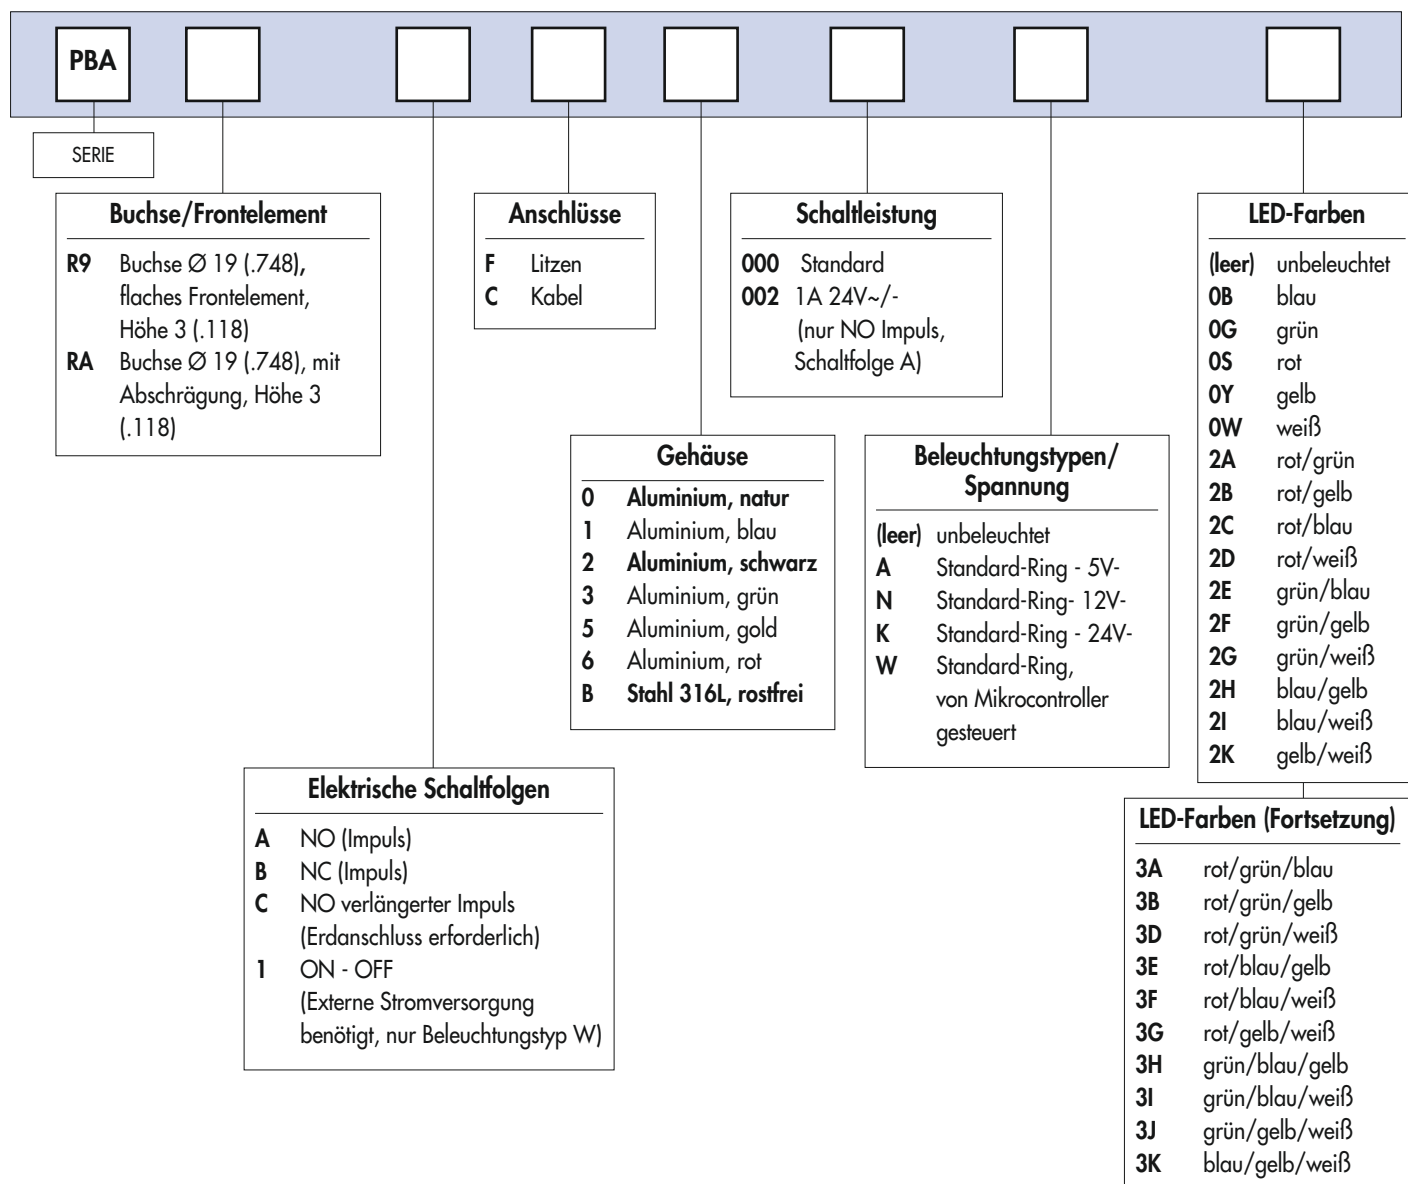 PBA
SERIE
Buchse/Frontelement
R9 Buchse Ø 19 (.748),
flaches Frontelement,
Höhe 3 (.118)
RA Buchse Ø 19 (.748), mit
Abschrägung, Höhe 3
(.118)
Elektrische Schaltfolgen
A NO (Impuls)
B NC (Impuls)
C NO verlängerter Impuls
(Erdanschluss erforderlich)
1 ON - OFF
(Externe Stromversorgung
benötigt, nur Beleuchtungstyp W)
Anschlüsse
F Litzen
C Kabel
Gehäuse
0 Aluminium, natur
1 Aluminium, blau
2 Aluminium, schwarz
3 Aluminium, grün
5 Aluminium, gold
6 Aluminium, rot
B Stahl 316L, rostfrei
Schaltleistung
000 Standard
002 1A 24V~/-
(nur NO Impuls,
Schaltfolge A)
Beleuchtungstypen/
Spannung
(leer) unbeleuchtet
A Standard-Ring - 5V-
N Standard-Ring- 12V-
K Standard-Ring - 24V-
W Standard-Ring,
von Mikrocontroller
gesteuert
LED-Farben
(leer) unbeleuchtet
0B blau
0G grün
0S rot
0Y gelb
0W weiß
2A rot/grün
2B rot/gelb
2C rot/blau
2D rot/weiß
2E grün/blau
2F grün/gelb
2G grün/weiß
2H blau/gelb
2I blau/weiß
2K gelb/weiß
LED-Farben (Fortsetzung)
3A rot/grün/blau
3B rot/grün/gelb
3D rot/grün/weiß
3E rot/blau/gelb
3F rot/blau/weiß
3G rot/gelb/weiß
3H grün/blau/gelb
3I grün/blau/weiß
3J grün/gelb/weiß
3K blau/gelb/weiß